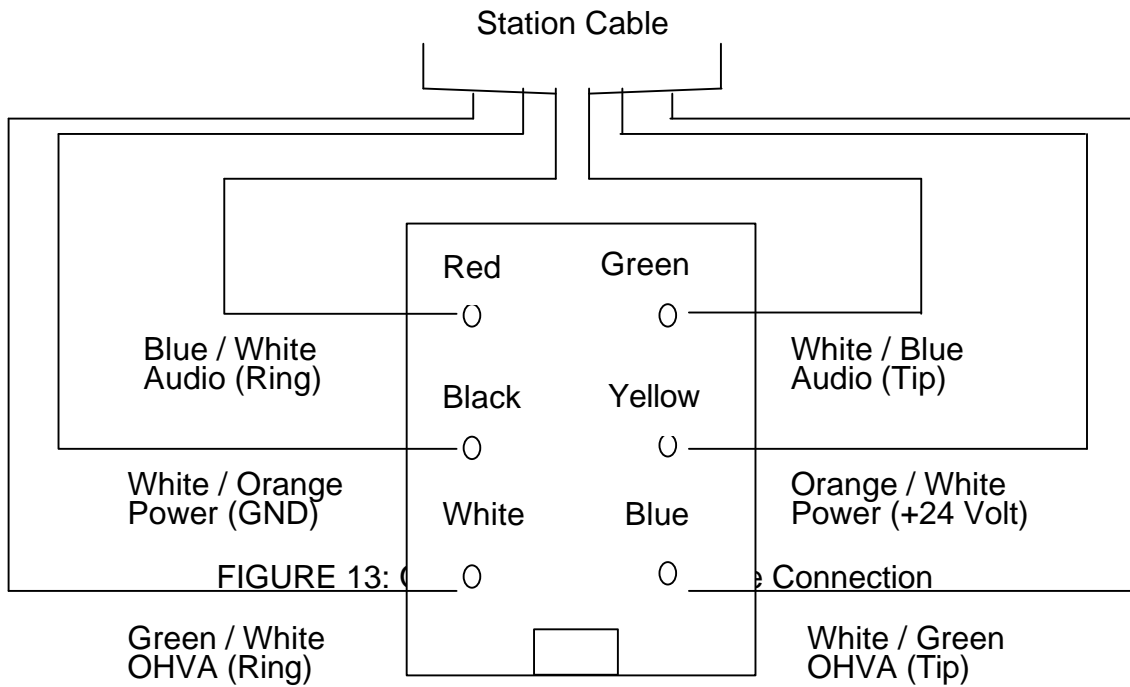 Station Cable
Red
Green
Blue / White
Audio (Ring)
White / Blue
Audio (Tip)
Black
Yellow
White / Orange
Power (GND)
Orange / White
Power (+24 Volt)
White
Blue
FIGURE 13: Connection
Green / White
OHVA (Ring)
White / Green
OHVA (Tip)